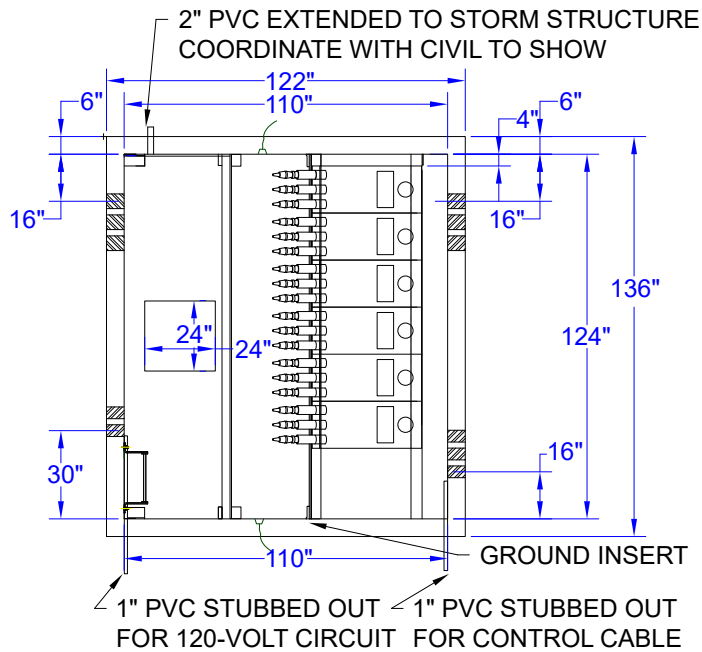 2" PVC EXTENDED TO STORM STRUCTURE
COORDINATE WITH CIVIL TO SHOW
122"
6"
110"
4"
6"
16"
16"
136"
24"
24"
124"
30"
16"
110"
GROUND INSERT
1" PVC STUBBED OUT
FOR 120-VOLT CIRCUIT
1" PVC STUBBED OUT
FOR CONTROL CABLE